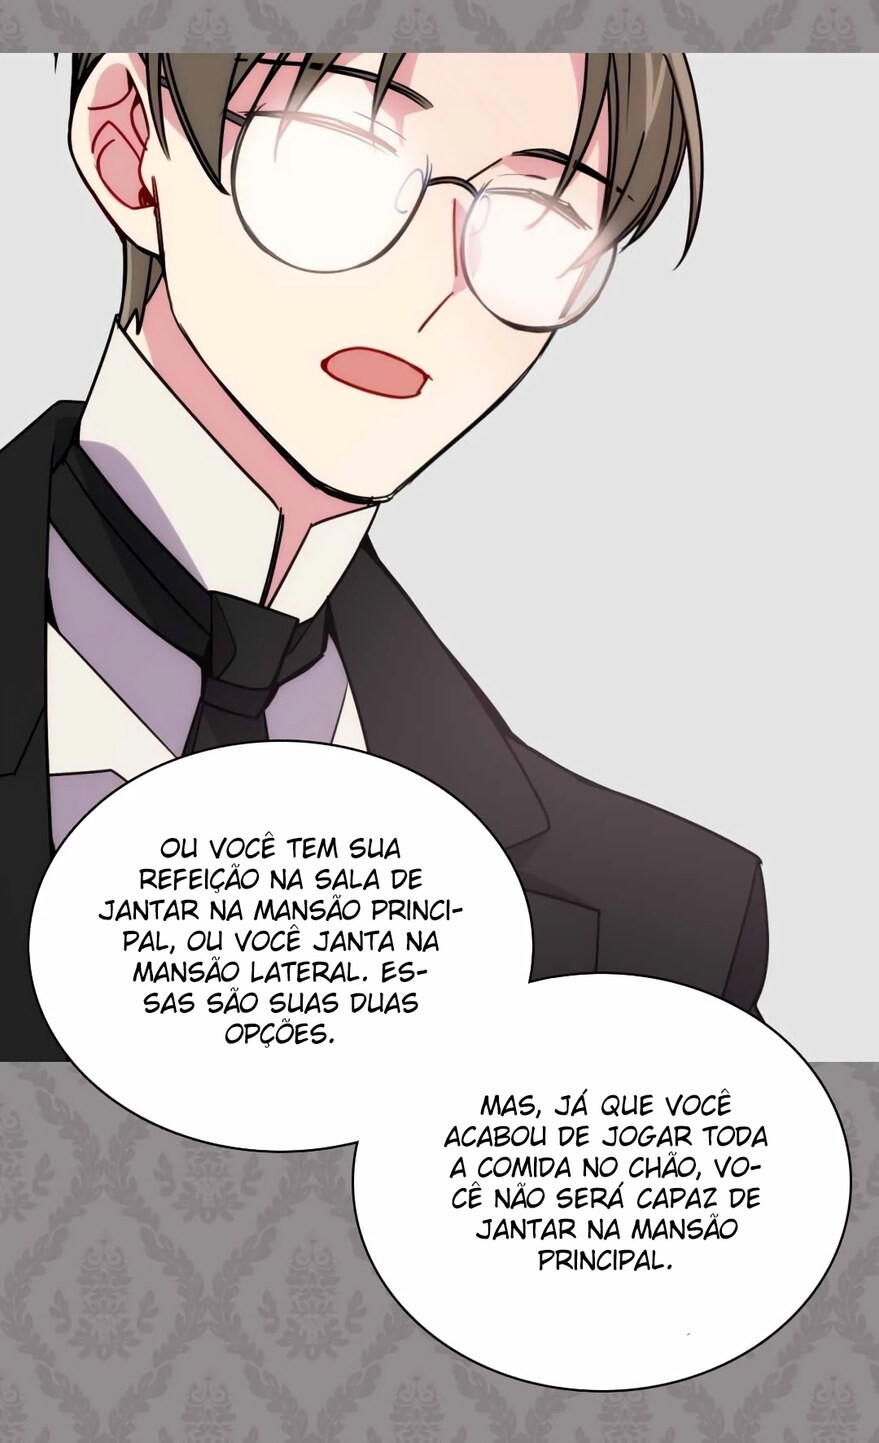 OU VOCÊ TEM SUA
REFEIÇÃO NA SALA DE
JANTAR NA MANSÃO PRINCI-
PAL, OU VOCÊ JANTA NA
MANSÃO LATERAL. ES-
SAS SÃO SUAS DUAS
OPÇÕES.
MAS, JÁ QUE VOCÊ
ACABOU DE JOGAR TODA
A COMIDA NO CHÃO, VO-
CÊ NÃO SERÁ CAPAZ DE
JANTAR NA MANSÃO
PRINCIPAL.